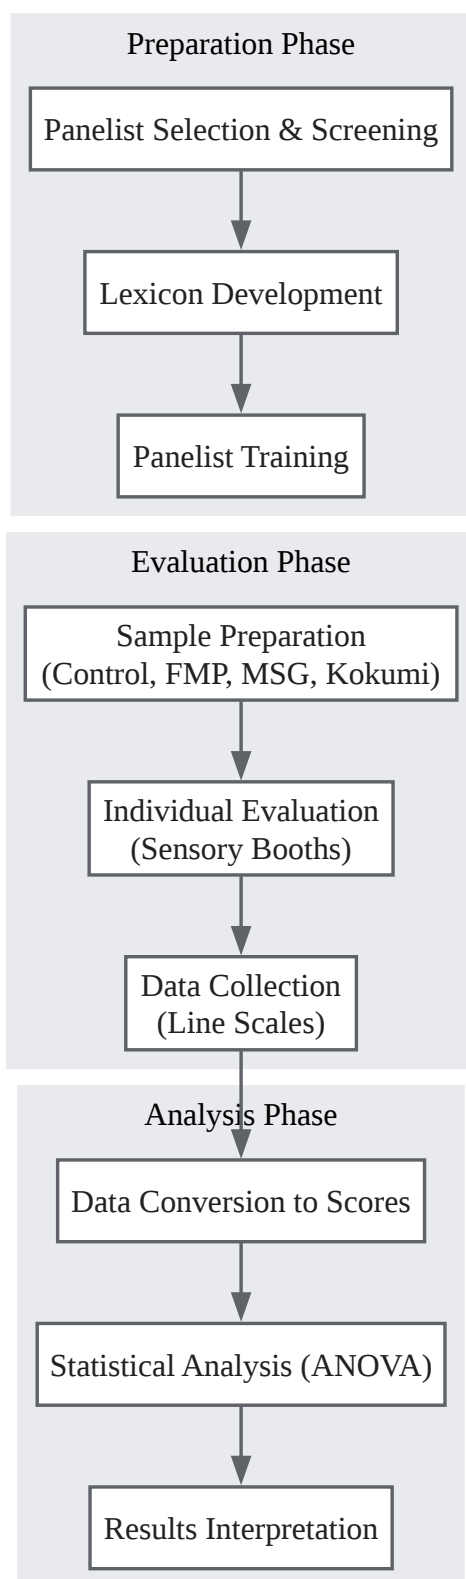 Preparation Phase
Panelist Selection & Screening
Lexicon Development
Panelist Training
Evaluation Phase
Sample Preparation
(Control, FMP, MSG, Kokumi)
Individual Evaluation
(Sensory Booths)
Data Collection
(Line Scales)
Analysis Phase
Data Conversion to Scores
Statistical Analysis (ANOVA)
Results Interpretation